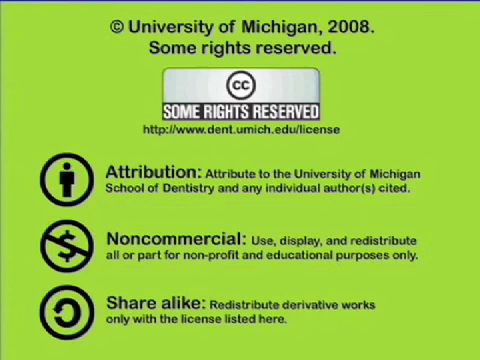 © University of Michigan, 2008.
Some rights reserved.
cc
SOME RIGHTS RESERVED
http://www.dent.umich.edu/license
Attribution: Attribute to the University of Michigan
School of Dentistry and any individual author(s) cited.
$
Noncommercial: Use, display, and redistribute
all or part for non-profit and educational purposes only.
Share alike: Redistribute derivative works
only with the license listed here.